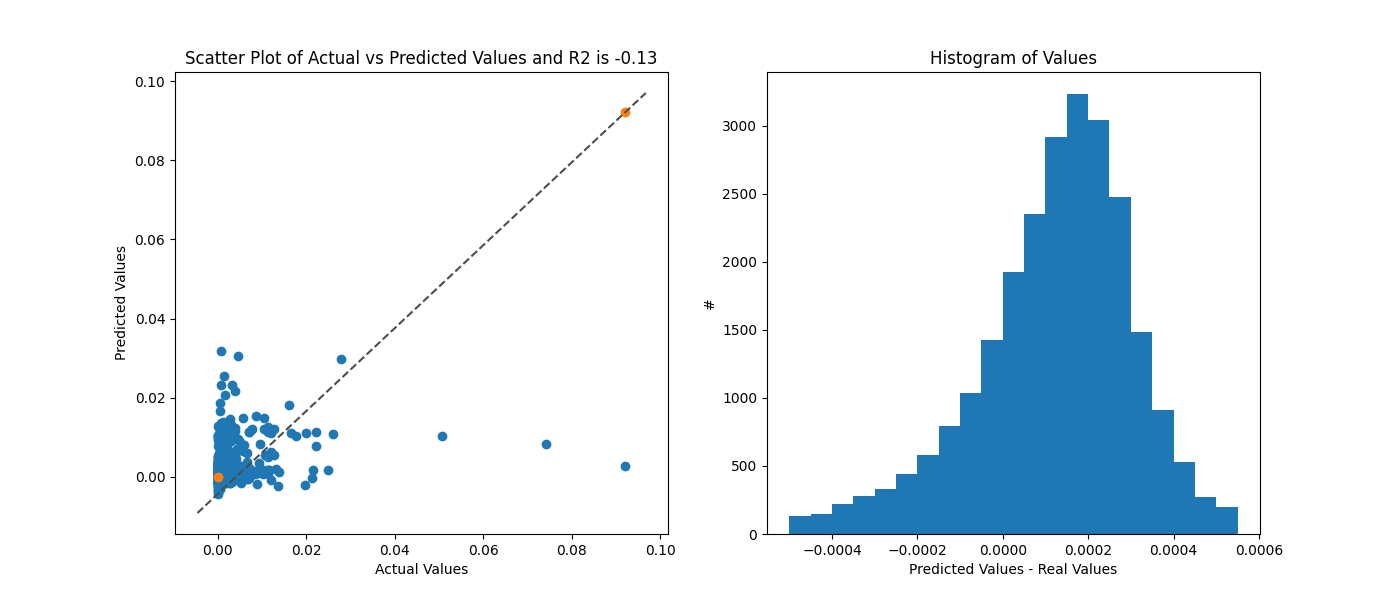 Scatter Plot of Actual vs Predicted Values and R2 is -0.13
0.10
0.08
0.06
0.04
0.02
0.00
Predicted Values
0.00 0.02 0.04 0.06 0.08 0.10
Actual Values
Histogram of Values
3000
2500
2000
1500
1000
500
0
#
−0.0004 −0.0002 0.0000 0.0002 0.0004 0.0006
Predicted Values - Real Values